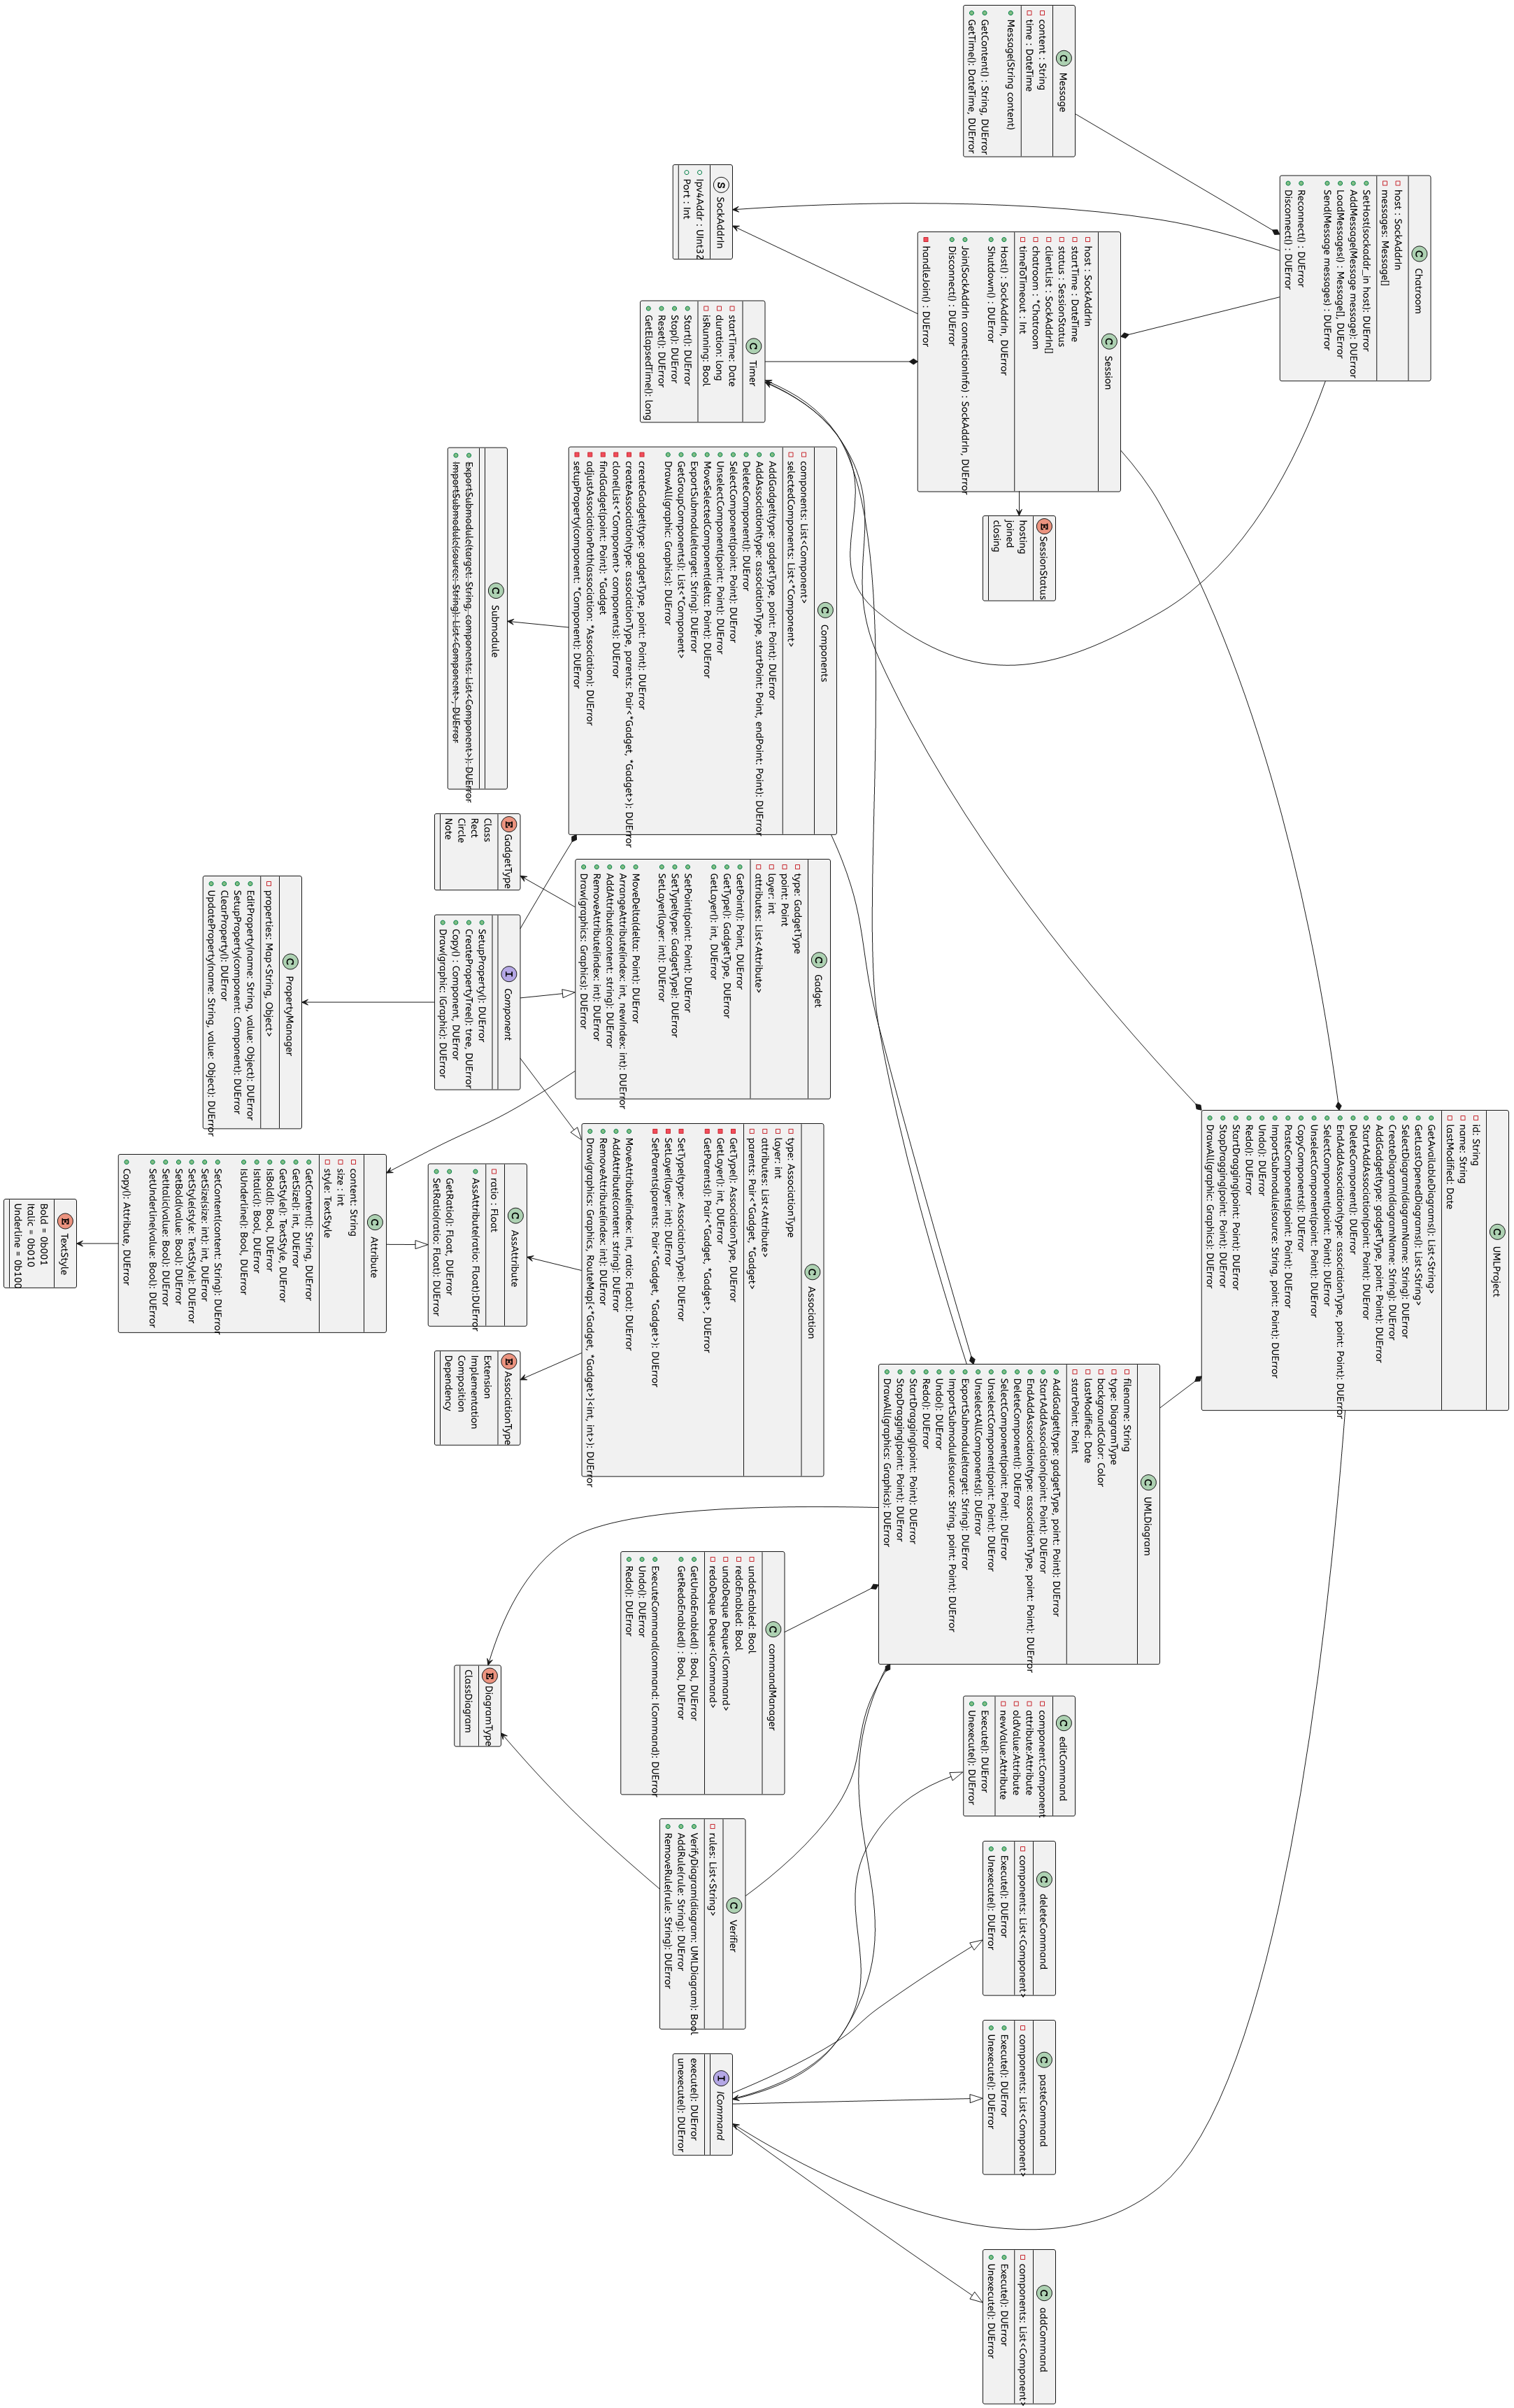 C Message
content : String
time : DateTime
Message(String content)
GetContent() : String, DUError
GetTime(): DateTime, DUError
C Chatroom
host : SockAddrIn
messages: Message[]
SetHost(sockaddr_in host): DUError
AddMessage(Message message): DUError
LoadMessages() : Message[], DUError
Send(Message messages) : DUError
Reconnect() : DUError
Disconnect() : DUError
S SockAddrIn
Ipv4Addr : UInt32
Port : Int
C Session
host : SockAddrIn
startTime : DateTime
status : SessionStatus
clientList : SockAddrIn[]
chatroom : *Chatroom
timeToTimeout : Int
Host() : SockAddrIn, DUError
Shutdown() : DUError
Join(SockAddrIn connectionInfo) : SockAddrIn, DUError
Disconnect() : DUError
handleJoin() : DUError
C Timer
startTime: Date
duration: long
isRunning: Bool
Start(): DUError
Stop(): DUError
Reset(): DUError
GetElapsedTime(): long
E SessionStatus
hosting
joined
closing
C Components
components: List<Component>
selectedComponents: List<*Component>
AddGadget(type: gadgetType, point: Point): DUError
AddAssociation(type: associationType, startPoint: Point, endPoint: Point): DUError
DeleteComponent(): DUError
SelectComponent(point: Point): DUError
UnselectComponent(point: Point): DUError
MoveSelectedComponent(delta: Point): DUError
ExportSubmodule(target: String): DUError
GetGroupComponents(): List<*Component>
DrawAll(graphic: Graphics): DUError
createGadget(type: gadgetType, point: Point): DUError
createAssociation(type: associationType, parents: Pair<*Gadget, *Gadget>): DUError
clone(List<*Component> components): DUError
findGadget(point: Point): *Gadget
adjustAssociationPath(association: *Association): DUError
setupProperty(component: *Component): DUError
C Submodule
ExportSubmodule(target: String, components: List<Component>): DUError
ImportSubmodule(source: String): List<Component>, DUError
E GadgetType
Class
Rect
Circle
Note
C Gadget
type: GadgetType
point: Point
layer: int
attributes: List<Attribute>
GetPoint(): Point, DUError
GetType(): GadgetType, DUError
GetLayer(): int, DUError
SetPoint(point: Point): DUError
SetType(type: GadgetType): DUError
SetLayer(layer: int): DUError
MoveDelta(delta: Point): DUError
ArrangeAttribute(index: int, newIndex: int): DUError
AddAttribute(content: string): DUError
RemoveAttribute(index: int): DUError
Draw(graphics: Graphics): DUError
I Component
SetupProperty(): DUError
CreatePropertyTree(): tree, DUError
Copy() : Component, DUError
Draw(graphic: IGraphic): DUError
C PropertyManager
properties: Map<String, Object>
EditProperty(name: String, value: Object): DUError
SetupProperty(component: Component): DUError
ClearProperty(): DUError
UpdateProperty(name: String, value: Object): DUError
C UMLProject
id: String
name: String
lastModified: Date
GetAvailableDiagrams(): List<String>
GetLastOpenedDiagrams(): List<String>
SelectDiagram(diagramName: String): DUError
CreateDiagram(diagramName: String): DUError
AddGadget(type: gadgetType, point: Point): DUError
StartAddAssociation(point: Point): DUError
DeleteComponent(): DUError
EndAddAssociation(type: associationType, point: Point): DUError
SelectComponent(point: Point): DUError
UnselectComponent(point: Point): DUError
CopyComponents(): DUError
PasteComponents(point: Point): DUError
ImportSubmodule(source: String, point: Point): DUError
Undo(): DUError
Redo(): DUError
StartDragging(point: Point): DUError
StopDragging(point: Point): DUError
DrawAll(graphic: Graphics): DUError
C Association
type: AssociationType
layer: int
attributes: List<Attribute>
parents: Pair<*Gadget, *Gadget>
GetType(): AssociationType, DUError
GetLayer(): int, DUError
GetParents(): Pair<*Gadget, *Gadget>, DUError
SetType(type: AssociationType): DUError
SetLayer(layer: int): DUError
SetParents(parents: Pair<*Gadget, *Gadget>): DUError
MoveAttribute(index: int, ratio: Float): DUError
AddAttribute(content: string): DUError
RemoveAttribute(index: int): DUError
Draw(graphics: Graphics, RouteMap[<*Gadget, *Gadget>]<int, int>): DUError
C AssAttribute
ratio : Float
AssAttribute(ratio: Float):DUError
GetRatio(): Float, DUError
SetRatio(ratio: Float): DUError
C Attribute
content: String
size : int
style: TextStyle
GetContent(): String, DUError
GetSize(): int, DUError
GetStyle(): TextStyle, DUError
IsBold(): Bool, DUError
IsItalic(): Bool, DUError
IsUnderline(): Bool, DUError
SetContent(content: String): DUError
SetSize(size: int): int, DUError
SetStyle(style: TextStyle): DUError
SetBold(value: Bool): DUError
SetItalic(value: Bool): DUError
SetUnderline(value: Bool): DUError
Copy(): Attribute, DUError
E TextStyle
Bold = 0b001
Italic = 0b010
Underline = 0b100
E AssociationType
Extension
Implementation
Composition
Dependency
C UMLDiagram
filename: String
type: DiagramType
backgroundColor: Color
lastModified: Date
startPoint: Point
AddGadget(type: gadgetType, point: Point): DUError
StartAddAssociation(point: Point): DUError
EndAddAssociation(type: associationType, point: Point): DUError
DeleteComponent(): DUError
SelectComponent(point: Point): DUError
UnselectComponent(point: Point): DUError
UnselectAllComponents(): DUError
ExportSubmodule(target: String): DUError
ImportSubmodule(source: String, point: Point): DUError
Undo(): DUError
Redo(): DUError
StartDragging(point: Point): DUError
StopDragging(point: Point): DUError
DrawAll(graphics: Graphics): DUError
C commandManager
undoEnabled: Bool
redoEnabled: Bool
undoDeque Deque<ICommand>
redoDeque Deque<ICommand>
GetUndoEnabled() : Bool, DUError
GetRedoEnabled() : Bool, DUError
ExecuteCommand(command: ICommand): DUError
Undo(): DUError
Redo(): DUError
E DiagramType
ClassDiagram
C editCommand
component:Component
attribute:Attribute
oldValue:Attribute
newValue:Attribute
Execute(): DUError
Unexecute(): DUError
C Verifier
rules: List<String>
VerifyDiagram(diagram: UMLDiagram): Bool
AddRule(rule: String): DUError
RemoveRule(rule: String): DUError
C deleteCommand
components: List<Component>
Execute(): DUError
Unexecute(): DUError
C pasteCommand
components: List<Component>
Execute(): DUError
Unexecute(): DUError
I ICommand
execute(): DUError
unexecute(): DUError
C addCommand
components: List<Component>
Execute(): DUError
Unexecute(): DUError